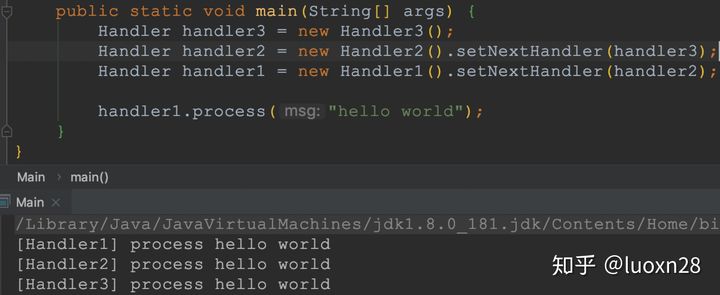 public static void main(String[] args) {
Handler handler3 = new Handler3();
Handler handler2 = new Handler2().setNextHandler(handler3);
Handler handler1 = new Handler1().setNextHandler(handler2);
handler1.process( msg: "hello world");
}
}
Main › main()
Main ×
/Library/Java/JavaVirtualMachines/jdk1.8.0_181.jdk/Contents/Home/bi
[Handler1] process hello world
[Handler2] process hello world
[Handler3] process hello world
知乎 @luoxn28